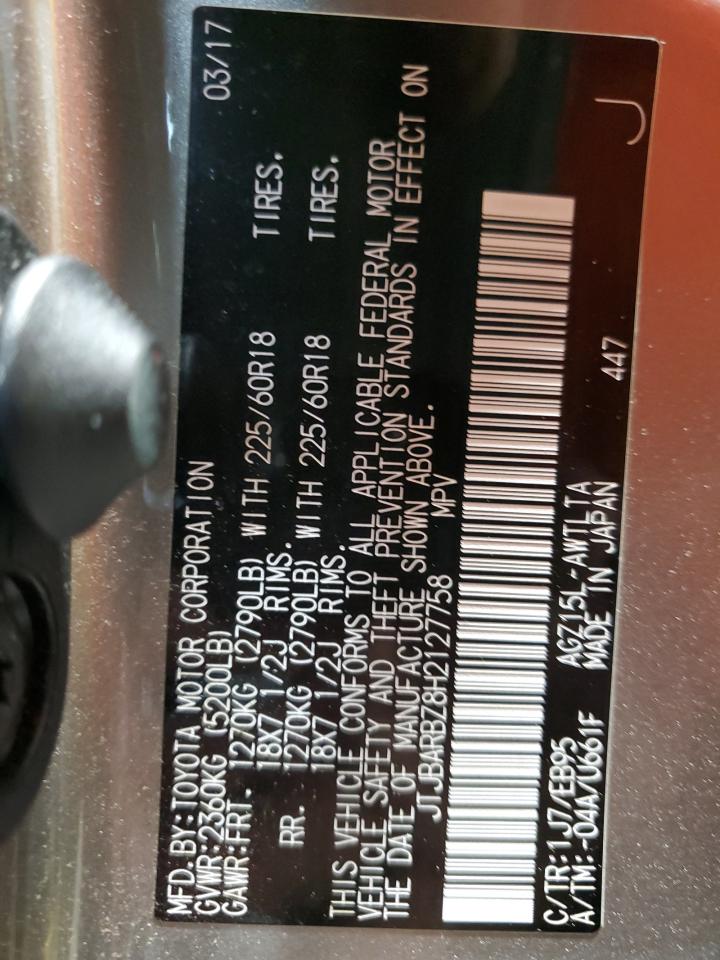 MFD.BY:TOYOTA MOTOR CORPORATION 03/17
GVWR:2360KG (5200LB)
GAWR:FRT. 1270KG (2790LB) WITH 225/60R18 TIRES.
18X7 1/2J RIMS.
RR. 1270KG (2790LB) WITH 225/60R18 TIRES.
18X7 1/2J RIMS.
THIS VEHICLE CONFORMS TO ALL APPLICABLE FEDERAL MOTOR
VEHICLE SAFETY AND THEFT PREVENTION STANDARDS IN EFFECT ON
THE DATE OF MANUFACTURE SHOWN ABOVE.
JTJBARBZ8H2127758 MPV
C/TR:1J7/EB95 AGZ15L-AWTLTA
A/TM:-04A/U661F MADE IN JAPAN 447 J